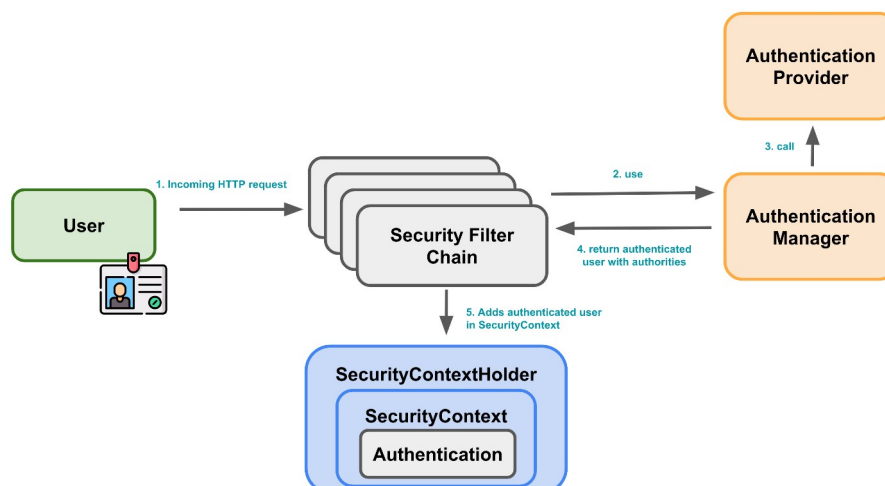 Authentication
Provider
3. call
1. Incoming HTTP request
2. use
User
Security Filter
Chain
Authentication
Manager
4. return authenticated
user with authorities
5. Adds authenticated user
in SecurityContext
SecurityContextHolder
SecurityContext
Authentication